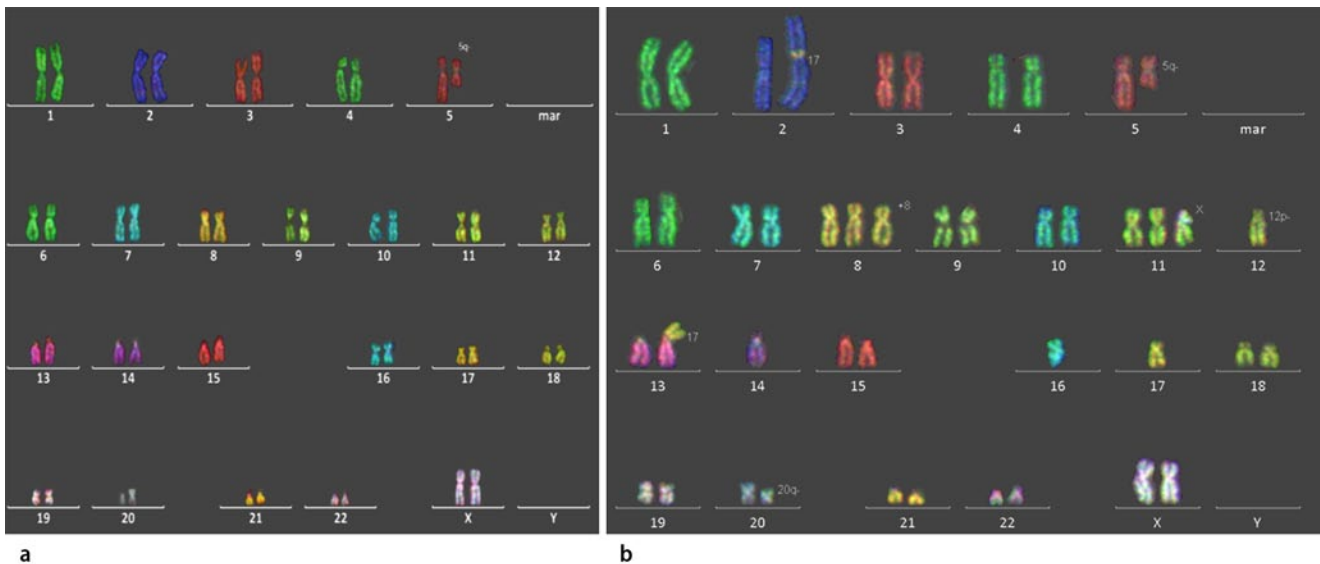 5q-
1 2 3 4 5 mar
6 7 8 9 10 11 12
13 14 15 16 17 18
19 20 21 22 X Y
a
17 5q-
1 2 3 4 5 mar
+8 X 12p-
6 7 8 9 10 11 12
17
13 14 15 16 17 18
20q-
19 20 21 22 X Y
b